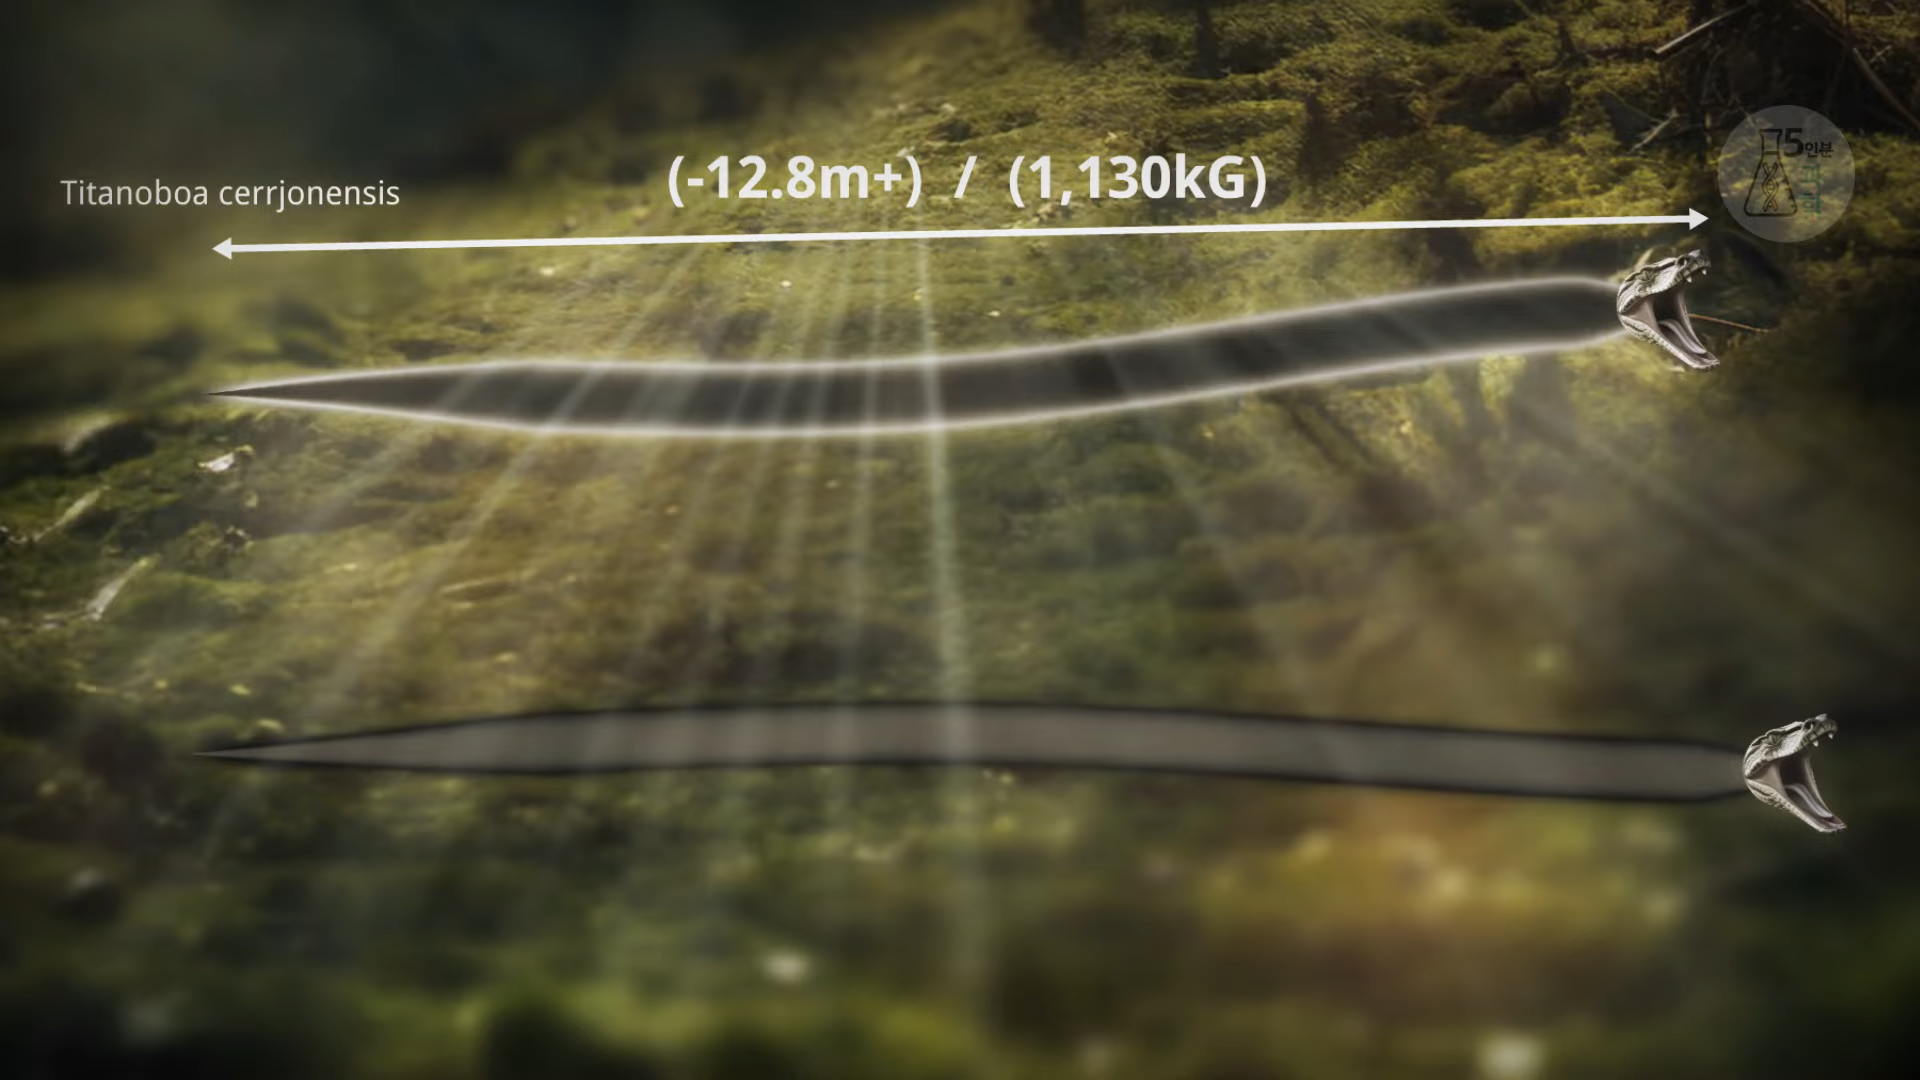 (-12.8m+) / (1,130kG)
Titanoboa cerrjonensis
5인분